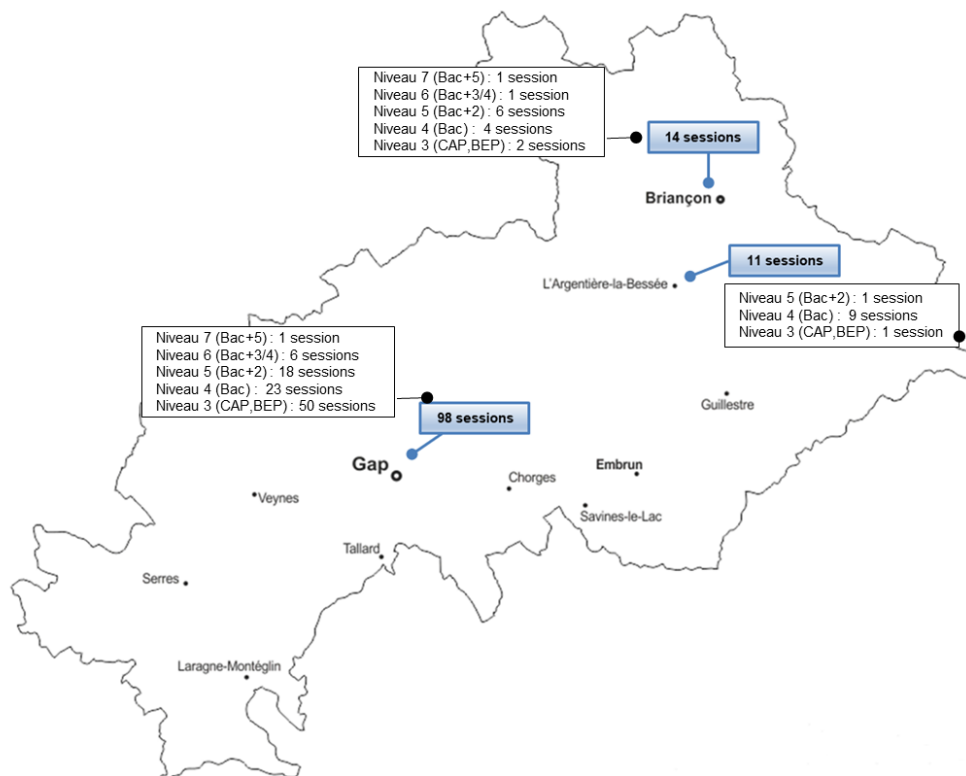 Niveau 7 (Bac+5) : 1 session
Niveau 6 (Bac+3/4) : 1 session
Niveau 5 (Bac+2) : 6 sessions
Niveau 4 (Bac) : 4 sessions
Niveau 3 (CAP,BEP) : 2 sessions
14 sessions
Briançon
11 sessions
L'Argentière-la-Bessée
Niveau 5 (Bac+2) : 1 session
Niveau 4 (Bac) : 9 sessions
Niveau 3 (CAP,BEP) : 1 session
Niveau 7 (Bac+5) : 1 session
Niveau 6 (Bac+3/4) : 6 sessions
Niveau 5 (Bac+2) : 18 sessions
Niveau 4 (Bac) : 23 sessions
Niveau 3 (CAP,BEP) : 50 sessions
98 sessions
Guillestre
Gap
Embrun
Chorges
Veynes
Savines-le-Lac
Tallard
Serres
Laragne-Montéglin